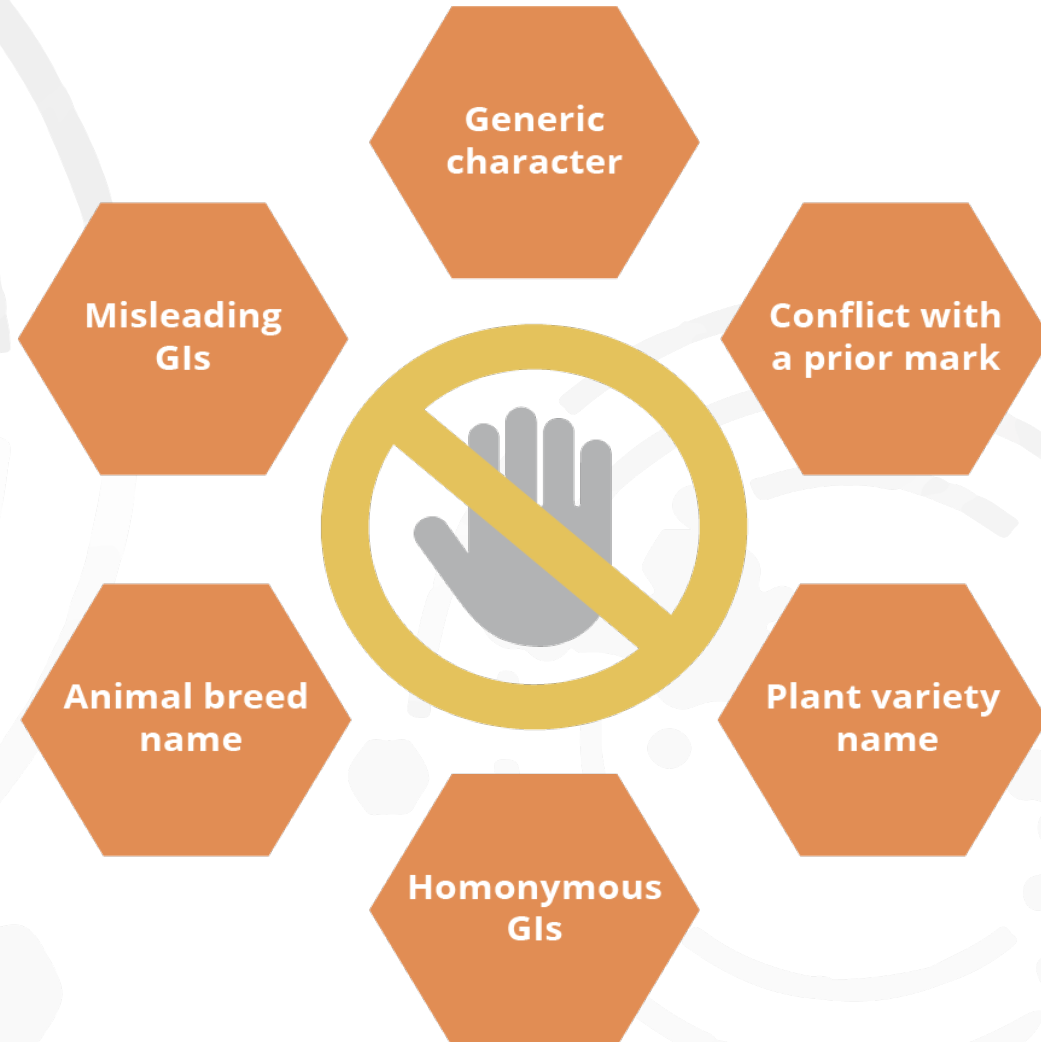 Generic
character
Misleading
GIs
Conflict with
a prior mark
Animal breed
name
Plant variety
name
Homonymous
GIs